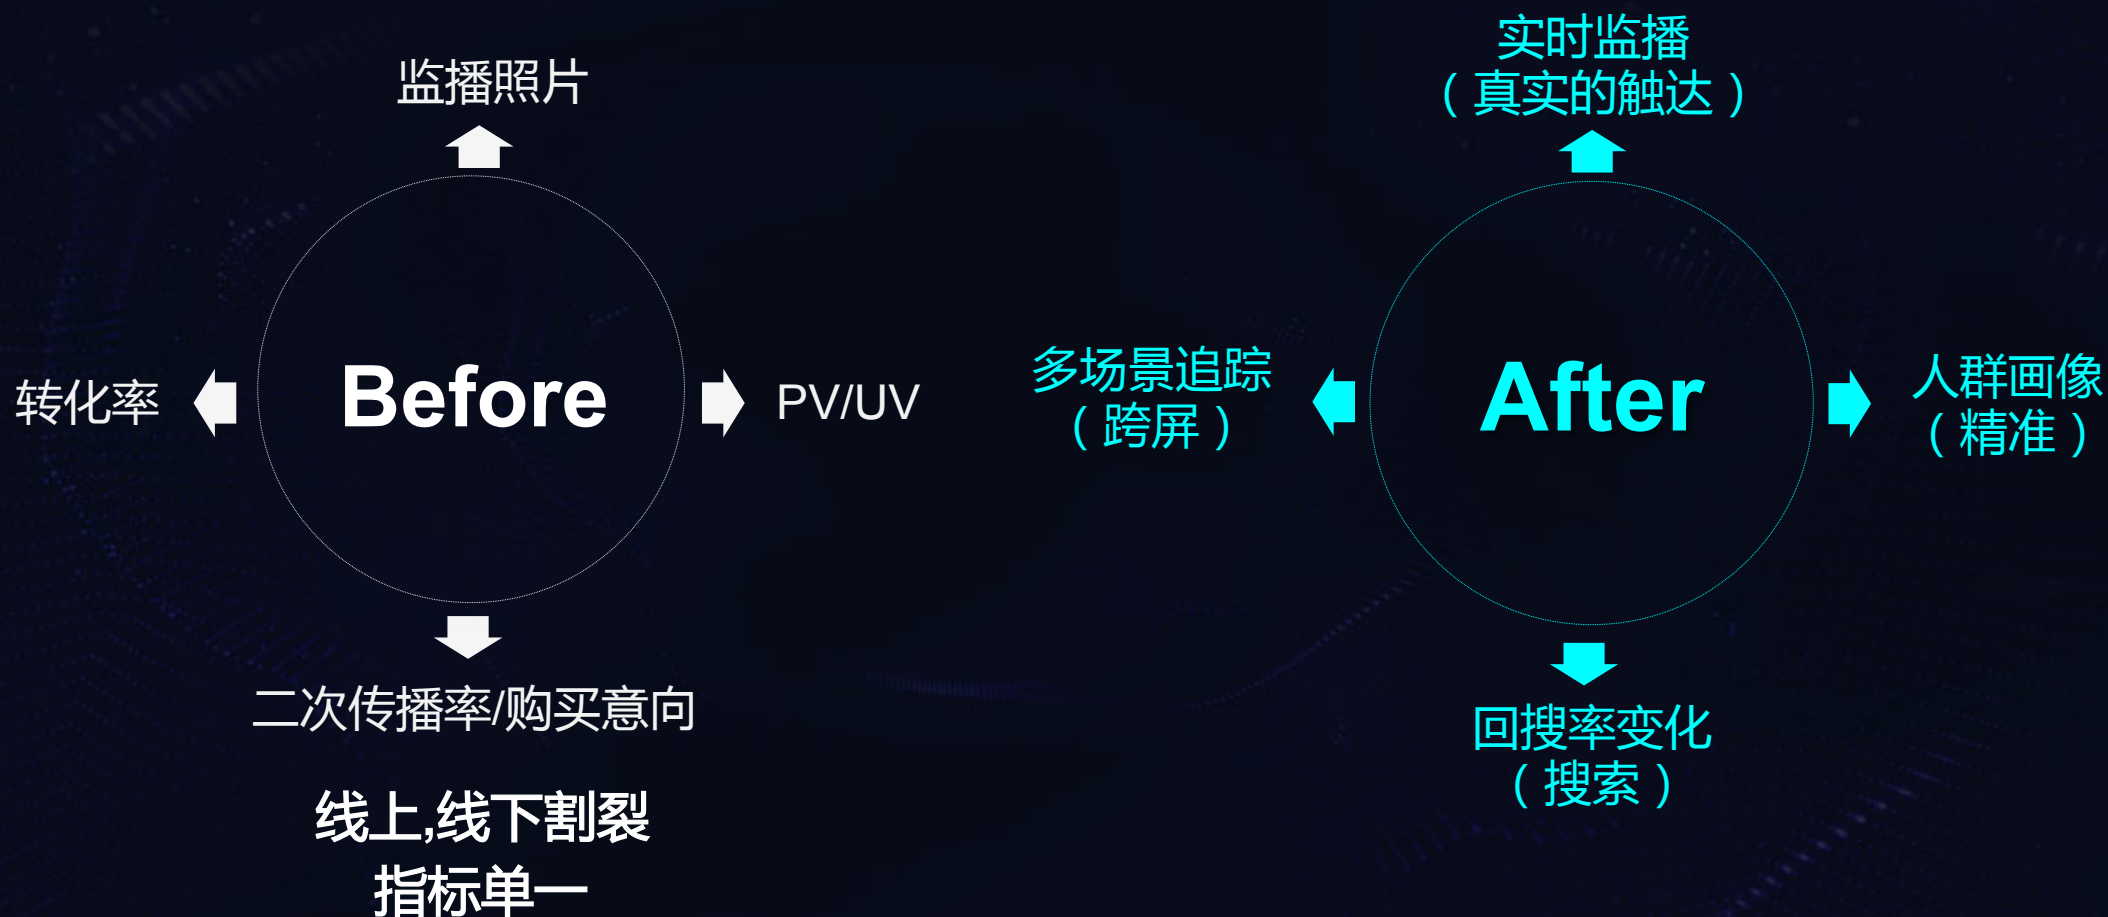 监播照片
转化率
Before
PV/UV
二次传播率/购买意向
线上,线下割裂
指标单一
实时监播
（真实的触达）
多场景追踪
（跨屏）
After
人群画像
（精准）
回搜率变化
（搜索）